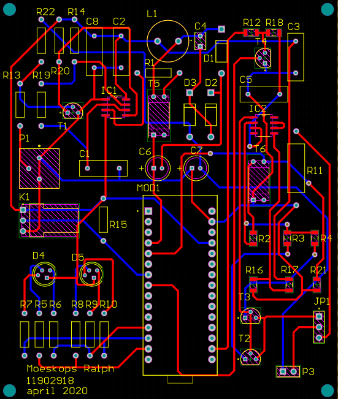 R22 R14 C8 C2 L1 C4 R12 R18 C3
D1 T4
R13 R19 R20 R1
IC1 T5 D3 D2 C5
T1 IC2
P1 C1 C6 C7 T6
R11
K1 MOD1
R15 R2 R3 R4
D4 D5
R16 R17 R21
R7 R5 R6 R8 R9 R10 T3 JP1
T2
Moeskops Ralph
11902918
april 2020
P3